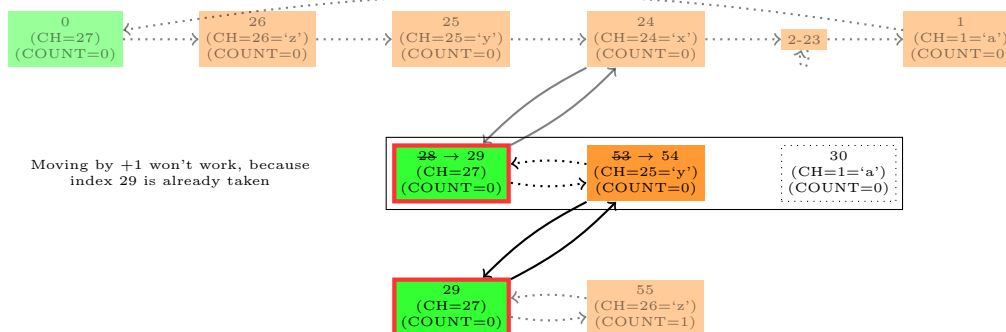 0
(CH=27)
(COUNT=0)
26
(CH=26=‘z’)
(COUNT=0)
25
(CH=25=‘y’)
(COUNT=0)
24
(CH=24=‘x’)
(COUNT=0)
2-23
1
(CH=1=‘a’)
(COUNT=0)
Moving by +1 won’t work, because
index 29 is already taken
28 → 29
(CH=27)
(COUNT=0)
53 → 54
(CH=25=‘y’)
(COUNT=0)
30
(CH=1=‘a’)
(COUNT=0)
29
(CH=27)
(COUNT=0)
55
(CH=26=‘z’)
(COUNT=1)